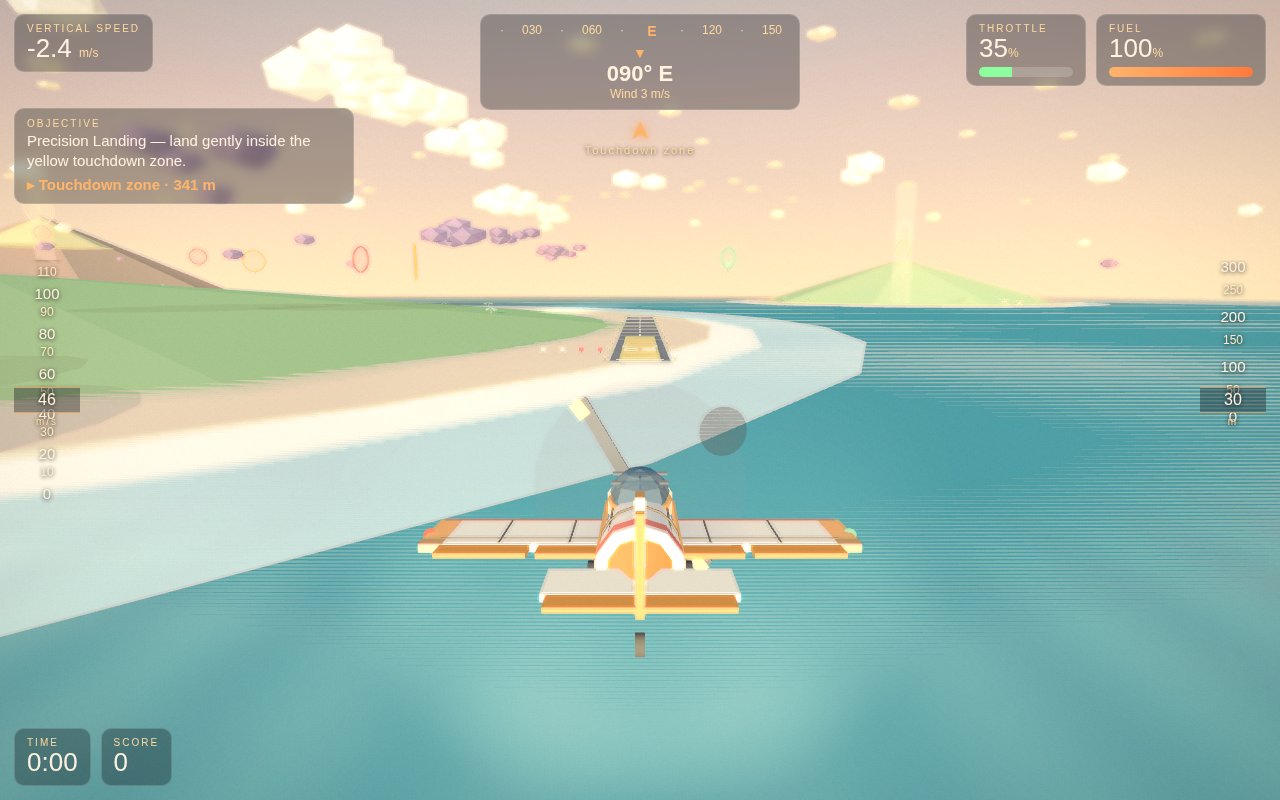 VERTICAL SPEED
-2.4 m/s
· 030 · 060 · E · 120 · 150
▼
090° E
Wind 3 m/s
THROTTLE
35%
FUEL
100%
OBJECTIVE
Precision Landing — land gently inside the
yellow touchdown zone.
▸ Touchdown zone · 341 m
Touchdown zone
110
100
90
80
70
60
50
46
40
m/s
30
20
10
0
300
250
200
150
100
50
30
0
m
TIME
0:00
SCORE
0